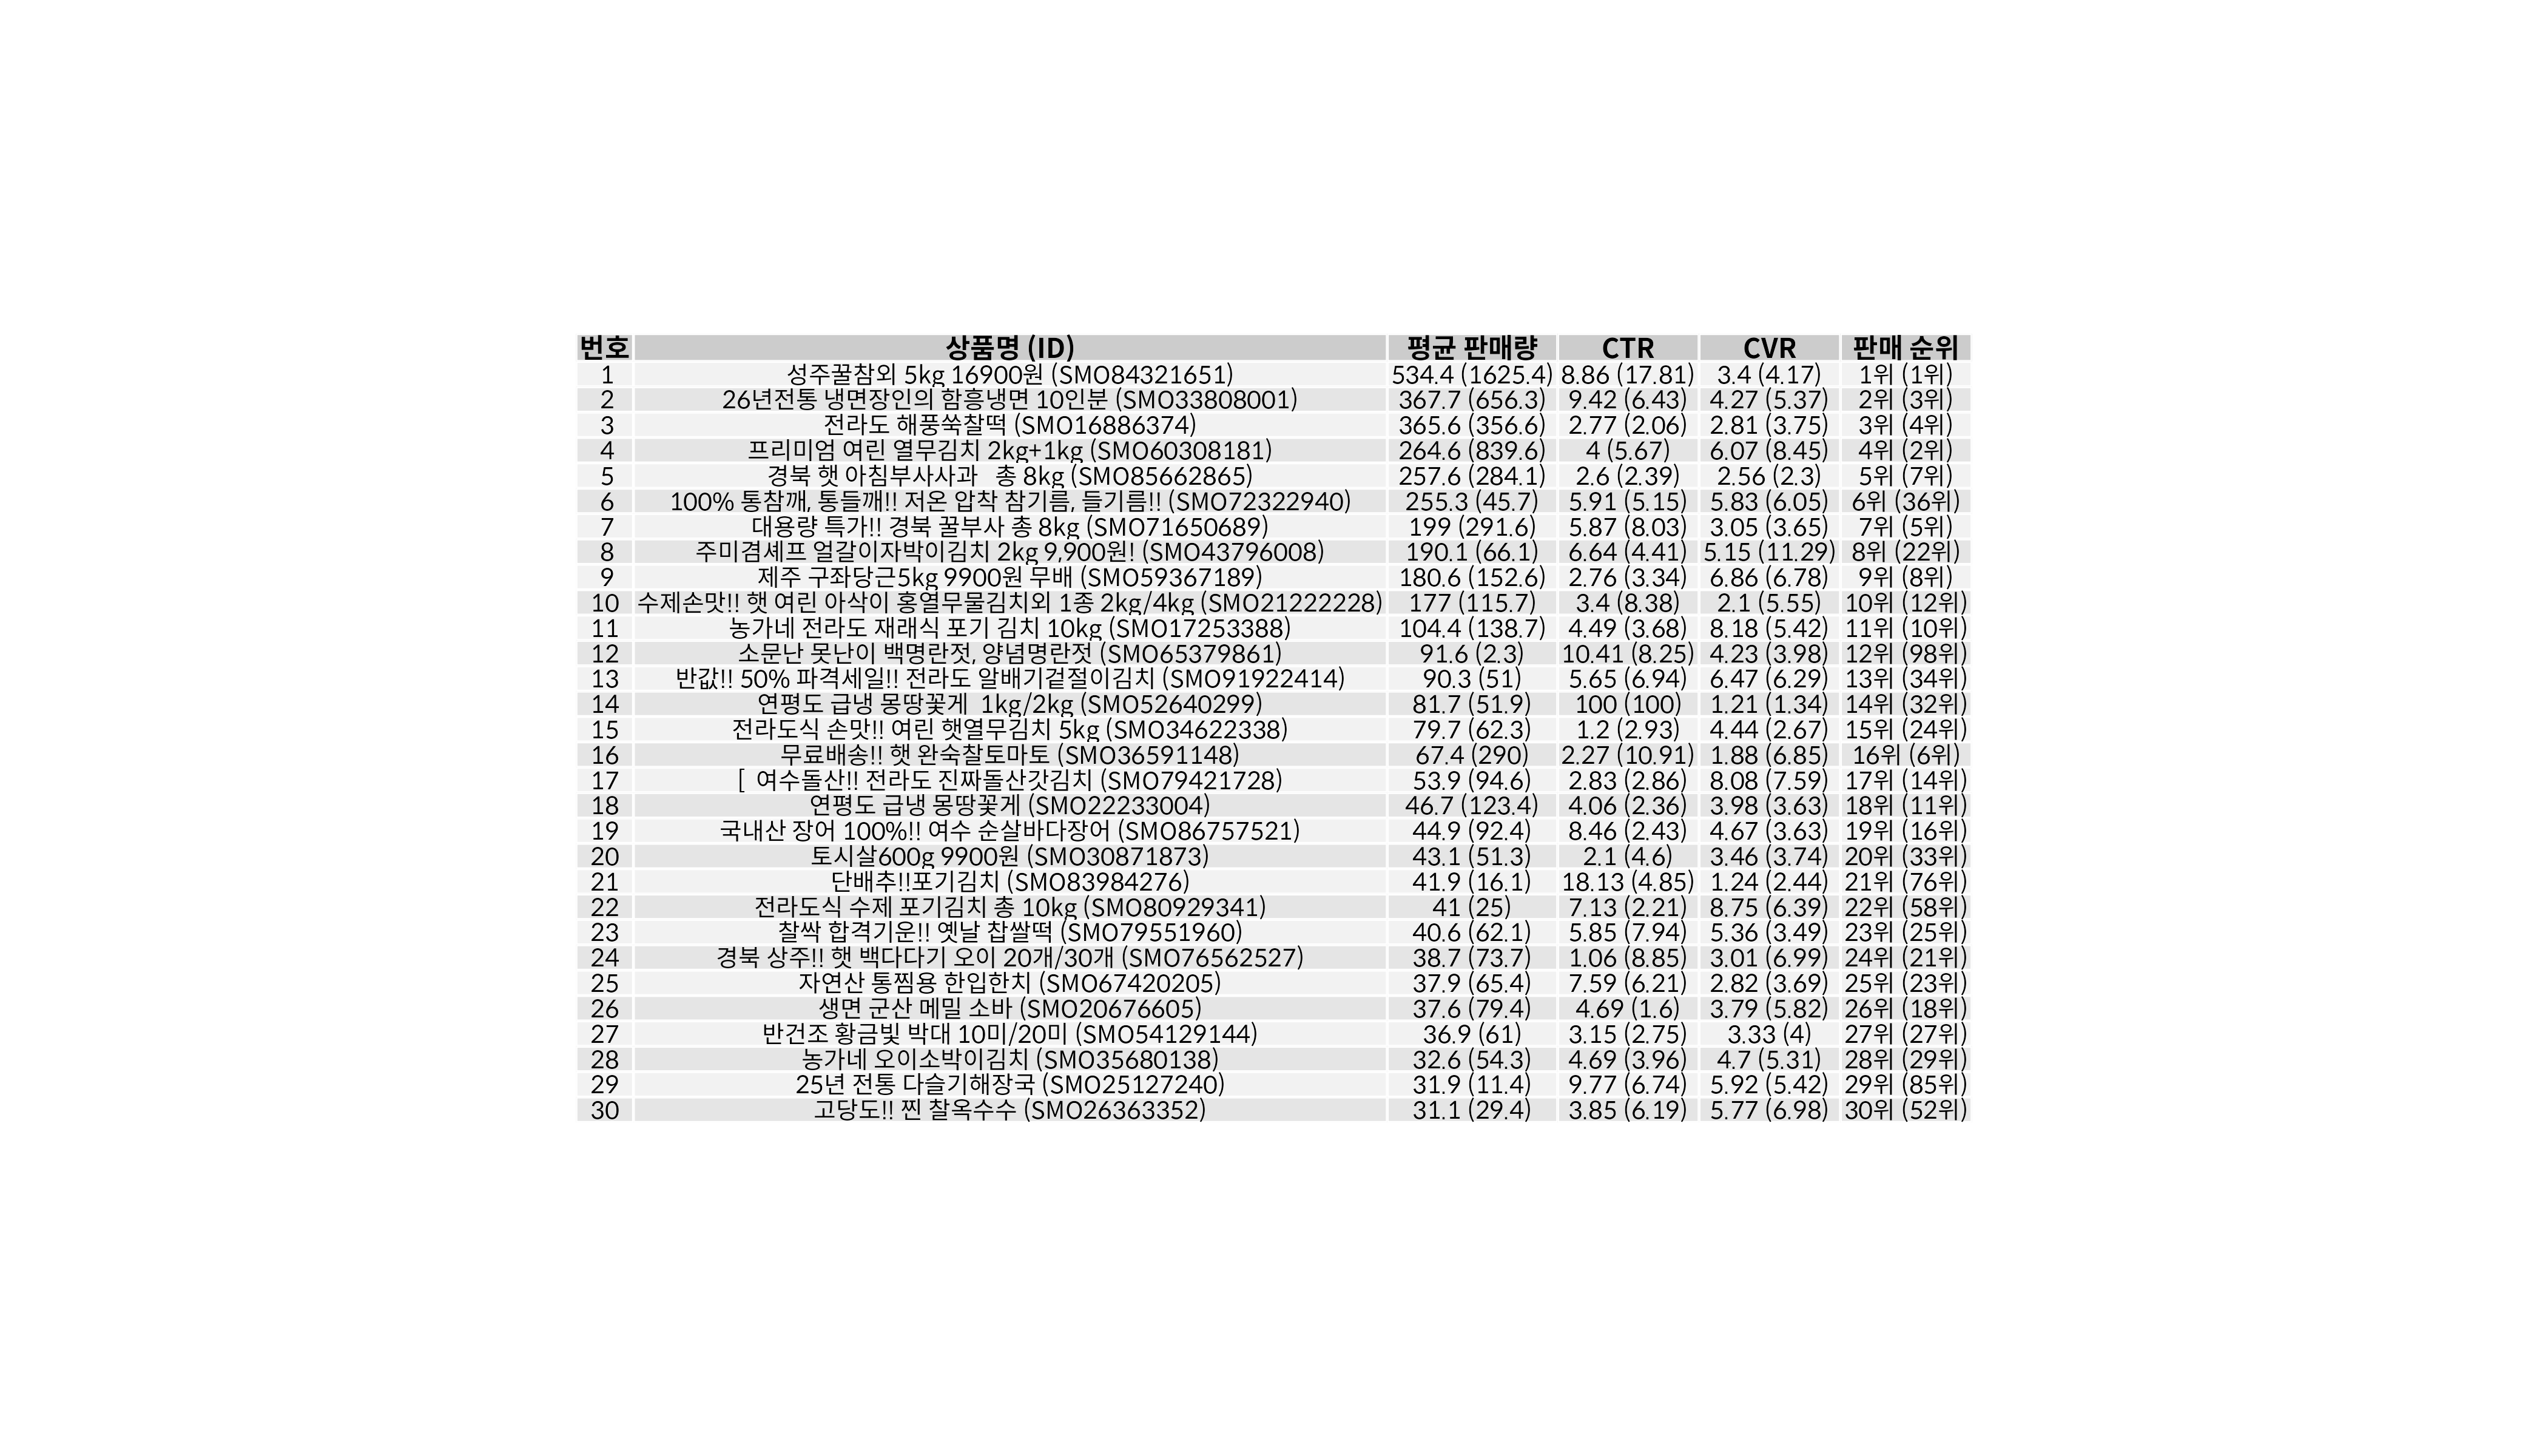 번호 상품명 (ID) 평균 판매량 CTR CVR 판매 순위
1 성주꿀참외 5kg 16900원 (SMO84321651) 534.4 (1625.4) 8.86 (17.81) 3.4 (4.17) 1위 (1위)
2 26년전통 냉면장인의 함흥냉면 10인분 (SMO33808001) 367.7 (656.3) 9.42 (6.43) 4.27 (5.37) 2위 (3위)
3 전라도 해풍쑥찰떡 (SMO16886374) 365.6 (356.6) 2.77 (2.06) 2.81 (3.75) 3위 (4위)
4 프리미엄 여린 열무김치 2kg+1kg (SMO60308181) 264.6 (839.6) 4 (5.67) 6.07 (8.45) 4위 (2위)
5 경북 햇 아침부사사과 총 8kg (SMO85662865) 257.6 (284.1) 2.6 (2.39) 2.56 (2.3) 5위 (7위)
6 100% 통참깨, 통들깨!! 저온 압착 참기름, 들기름!! (SMO72322940) 255.3 (45.7) 5.91 (5.15) 5.83 (6.05) 6위 (36위)
7 대용량 특가!! 경북 꿀부사 총 8kg (SMO71650689) 199 (291.6) 5.87 (8.03) 3.05 (3.65) 7위 (5위)
8 주미겸셰프 얼갈이자박이김치 2kg 9,900원! (SMO43796008) 190.1 (66.1) 6.64 (4.41) 5.15 (11.29) 8위 (22위)
9 제주 구좌당근5kg 9900원 무배 (SMO59367189) 180.6 (152.6) 2.76 (3.34) 6.86 (6.78) 9위 (8위)
10 수제손맛!! 햇 여린 아삭이 홍열무물김치외 1종 2kg/4kg (SMO21222228) 177 (115.7) 3.4 (8.38) 2.1 (5.55) 10위 (12위)
11 농가네 전라도 재래식 포기 김치 10kg (SMO17253388) 104.4 (138.7) 4.49 (3.68) 8.18 (5.42) 11위 (10위)
12 소문난 못난이 백명란젓, 양념명란젓 (SMO65379861) 91.6 (2.3) 10.41 (8.25) 4.23 (3.98) 12위 (98위)
13 반값!! 50% 파격세일!! 전라도 알배기겉절이김치 (SMO91922414) 90.3 (51) 5.65 (6.94) 6.47 (6.29) 13위 (34위)
14 연평도 급냉 몽땅꽃게 1kg/2kg (SMO52640299) 81.7 (51.9) 100 (100) 1.21 (1.34) 14위 (32위)
15 전라도식 손맛!! 여린 햇열무김치 5kg (SMO34622338) 79.7 (62.3) 1.2 (2.93) 4.44 (2.67) 15위 (24위)
16 무료배송!! 햇 완숙찰토마토 (SMO36591148) 67.4 (290) 2.27 (10.91) 1.88 (6.85) 16위 (6위)
17 [ 여수돌산!! 전라도 진짜돌산갓김치 (SMO79421728) 53.9 (94.6) 2.83 (2.86) 8.08 (7.59) 17위 (14위)
18 연평도 급냉 몽땅꽃게 (SMO22233004) 46.7 (123.4) 4.06 (2.36) 3.98 (3.63) 18위 (11위)
19 국내산 장어 100%!! 여수 순살바다장어 (SMO86757521) 44.9 (92.4) 8.46 (2.43) 4.67 (3.63) 19위 (16위)
20 토시살600g 9900원 (SMO30871873) 43.1 (51.3) 2.1 (4.6) 3.46 (3.74) 20위 (33위)
21 단배추!!포기김치 (SMO83984276) 41.9 (16.1) 18.13 (4.85) 1.24 (2.44) 21위 (76위)
22 전라도식 수제 포기김치 총 10kg (SMO80929341) 41 (25) 7.13 (2.21) 8.75 (6.39) 22위 (58위)
23 찰싹 합격기운!! 옛날 찹쌀떡 (SMO79551960) 40.6 (62.1) 5.85 (7.94) 5.36 (3.49) 23위 (25위)
24 경북 상주!! 햇 백다다기 오이 20개/30개 (SMO76562527) 38.7 (73.7) 1.06 (8.85) 3.01 (6.99) 24위 (21위)
25 자연산 통찜용 한입한치 (SMO67420205) 37.9 (65.4) 7.59 (6.21) 2.82 (3.69) 25위 (23위)
26 생면 군산 메밀 소바 (SMO20676605) 37.6 (79.4) 4.69 (1.6) 3.79 (5.82) 26위 (18위)
27 반건조 황금빛 박대 10미/20미 (SMO54129144) 36.9 (61) 3.15 (2.75) 3.33 (4) 27위 (27위)
28 농가네 오이소박이김치 (SMO35680138) 32.6 (54.3) 4.69 (3.96) 4.7 (5.31) 28위 (29위)
29 25년 전통 다슬기해장국 (SMO25127240) 31.9 (11.4) 9.77 (6.74) 5.92 (5.42) 29위 (85위)
30 고당도!! 찐 찰옥수수 (SMO26363352) 31.1 (29.4) 3.85 (6.19) 5.77 (6.98) 30위 (52위)